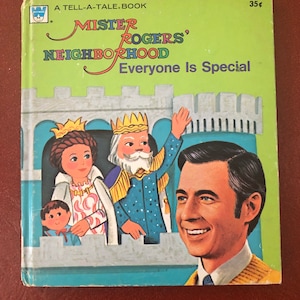 A TELL-A-TALE BOOK
35¢
MISTER
ROGERS'
NEIGHBORHOOD
Everyone Is Special